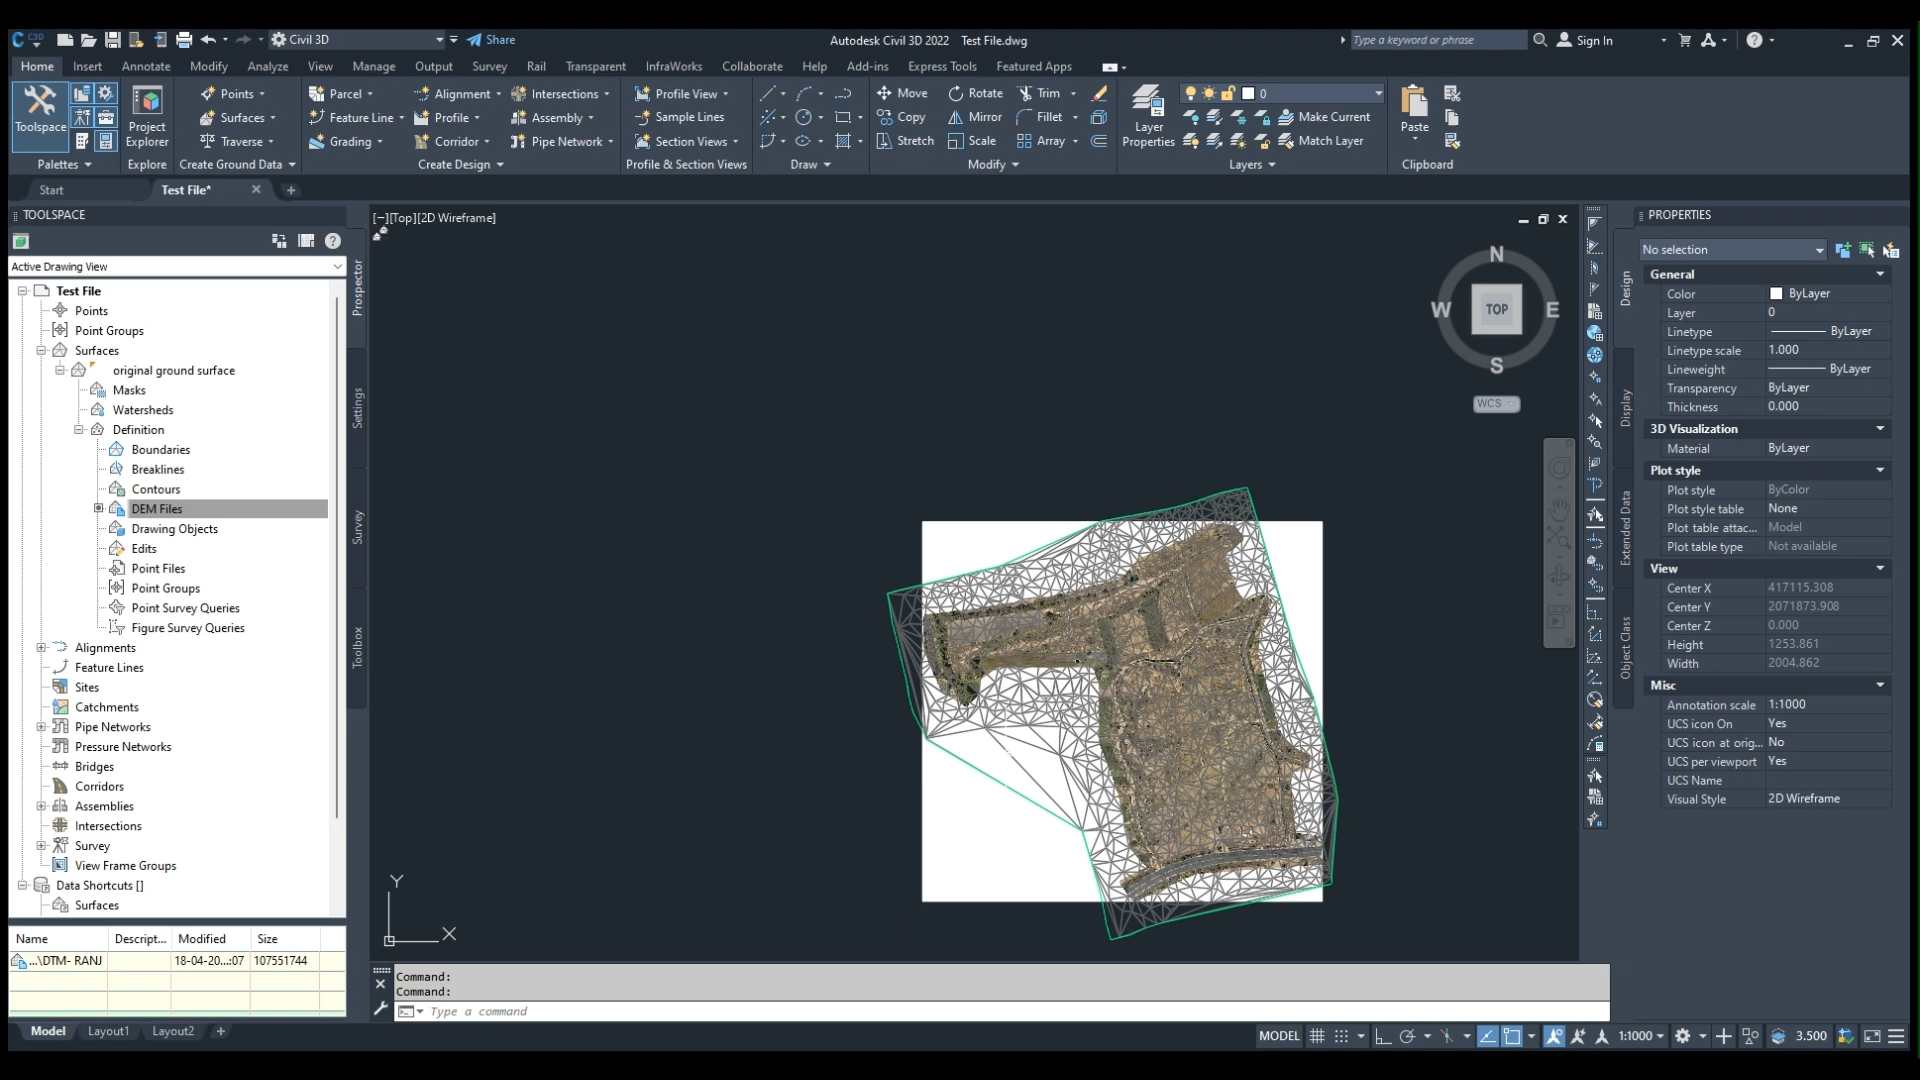 C3D Civil 3D Share Autodesk Civil 3D 2022 Test File.dwg Type a keyword or phrase Sign In
Home Insert Annotate Modify Analyze View Manage Output Survey Rail Transparent InfraWorks Collaborate Help Add-ins Express Tools Featured Apps
Toolspace
Palettes
Project Explorer
Explore
Points
Surfaces
Traverse
Create Ground Data
Parcel
Feature Line
Grading
Alignment
Profile
Corridor
Intersections
Assembly
Pipe Network
Create Design
Profile View
Sample Lines
Section Views
Profile & Section Views
Draw
Move
Copy
Stretch
Rotate
Mirror
Scale
Trim
Fillet
Array
Modify
Layer Properties
0
Make Current
Match Layer
Layers
Paste
Clipboard
Start Test File*
TOOLSPACE
Active Drawing View
Test File
Points
Point Groups
Surfaces
original ground surface
Masks
Watersheds
Definition
Boundaries
Breaklines
Contours
DEM Files
Drawing Objects
Edits
Point Files
Point Groups
Point Survey Queries
Figure Survey Queries
Alignments
Feature Lines
Sites
Catchments
Pipe Networks
Pressure Networks
Bridges
Corridors
Assemblies
Intersections
Survey
View Frame Groups
Data Shortcuts []
Surfaces
Prospector
Settings
Survey
Toolbox
Name Descript... Modified Size
...\DTM- RANJ 18-04-20...:07 107551744
[−][Top][2D Wireframe]
N
W TOP E
S
WCS
Y
X
Command:
Command:
Type a command
PROPERTIES
No selection
Design
Display
Extended Data
Object Class
General
Color ByLayer
Layer 0
Linetype ByLayer
Linetype scale 1.000
Lineweight ByLayer
Transparency ByLayer
Thickness 0.000
3D Visualization
Material ByLayer
Plot style
Plot style ByColor
Plot style table None
Plot table attac... Model
Plot table type Not available
View
Center X 417115.308
Center Y 2071873.908
Center Z 0.000
Height 1253.861
Width 2004.862
Misc
Annotation scale 1:1000
UCS icon On Yes
UCS icon at orig... No
UCS per viewport Yes
UCS Name
Visual Style 2D Wireframe
Model Layout1 Layout2 +
MODEL 1:1000 3.500